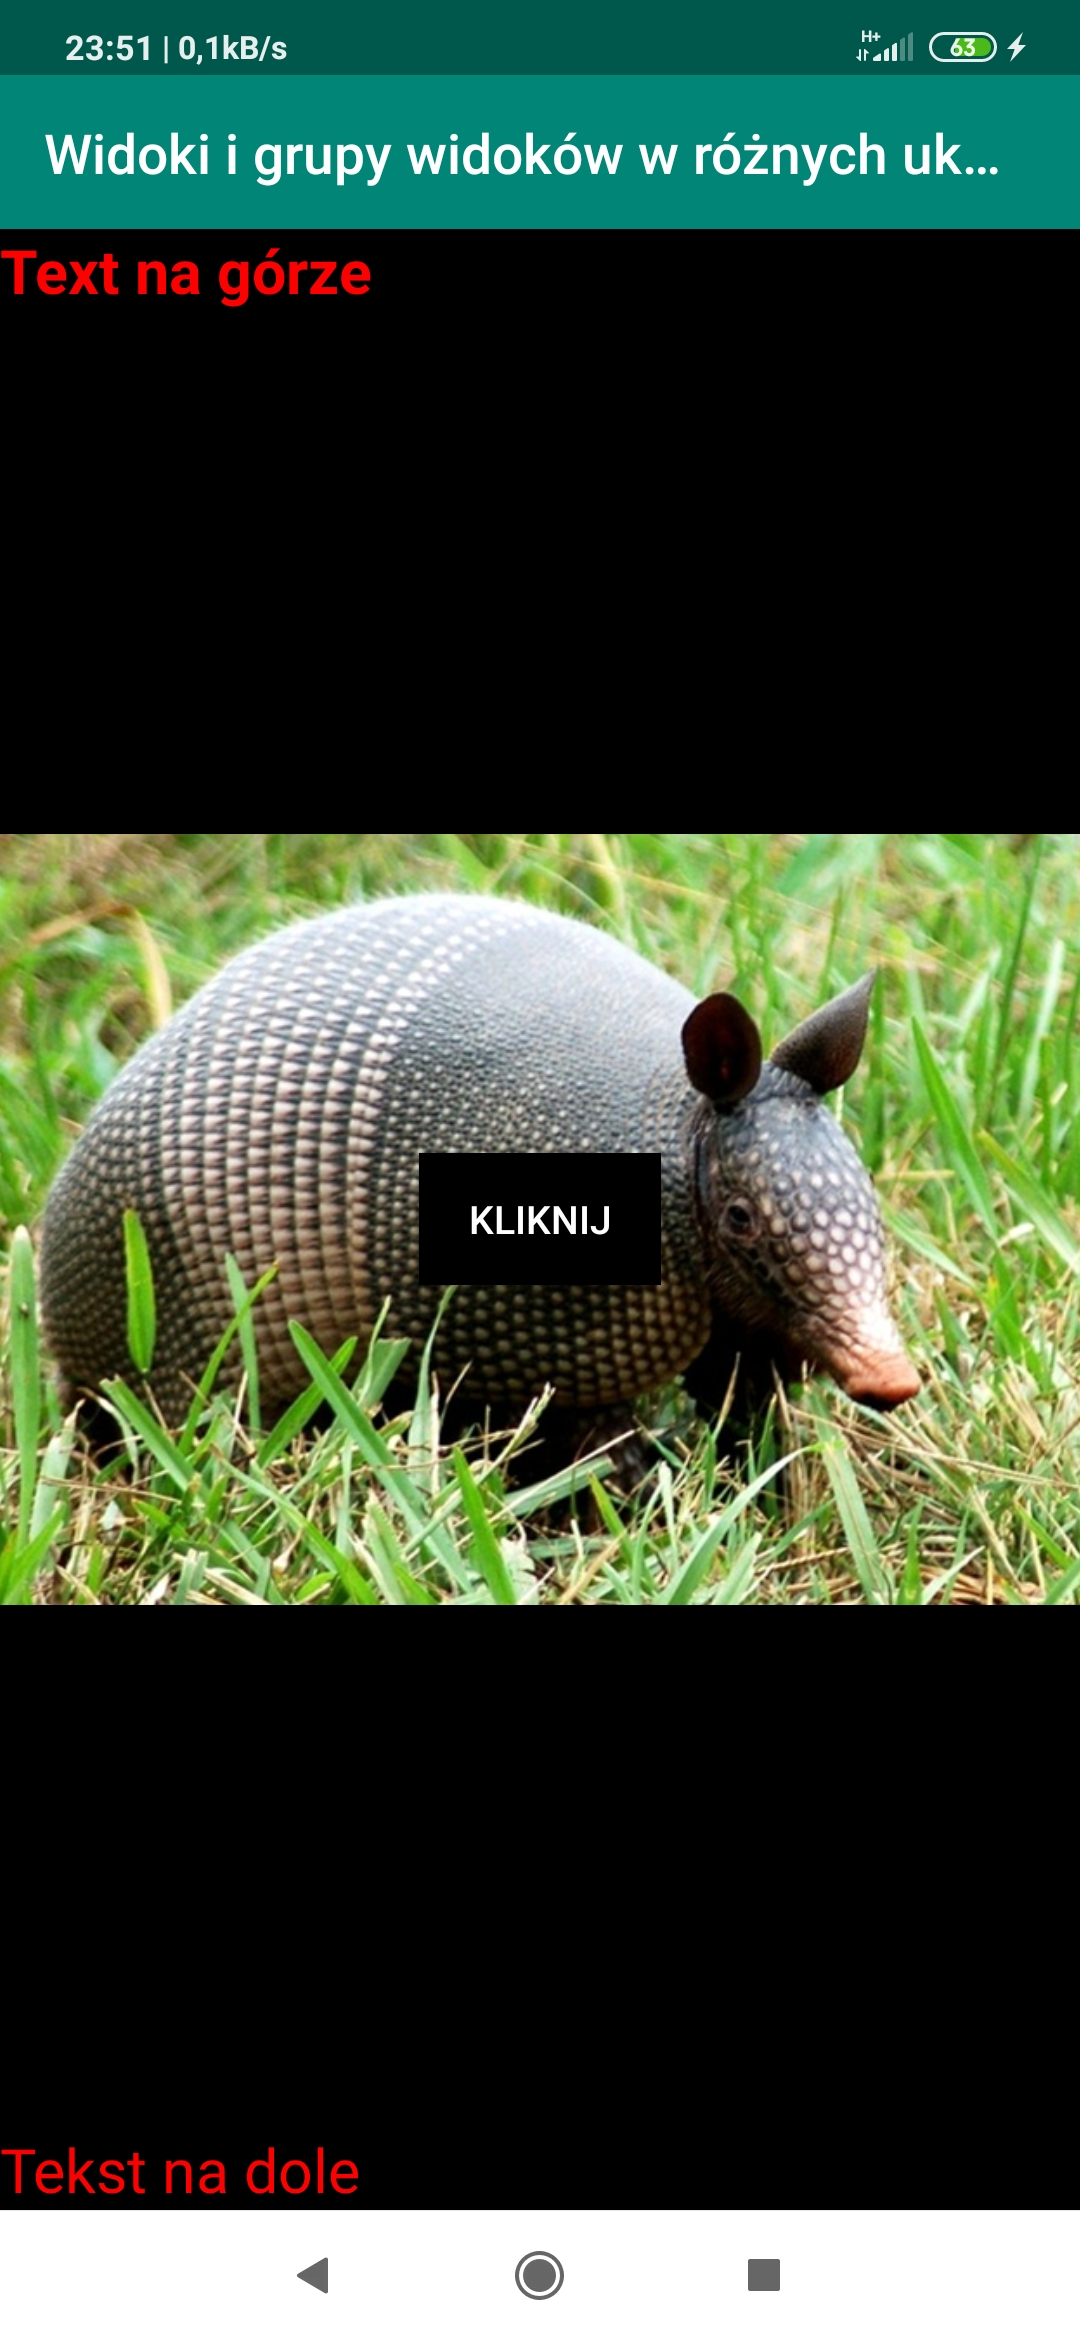 23:51 | 0,1kB/s
H+
63
Widoki i grupy widoków w różnych uk...
Text na górze
KLIKNIJ
Tekst na dole